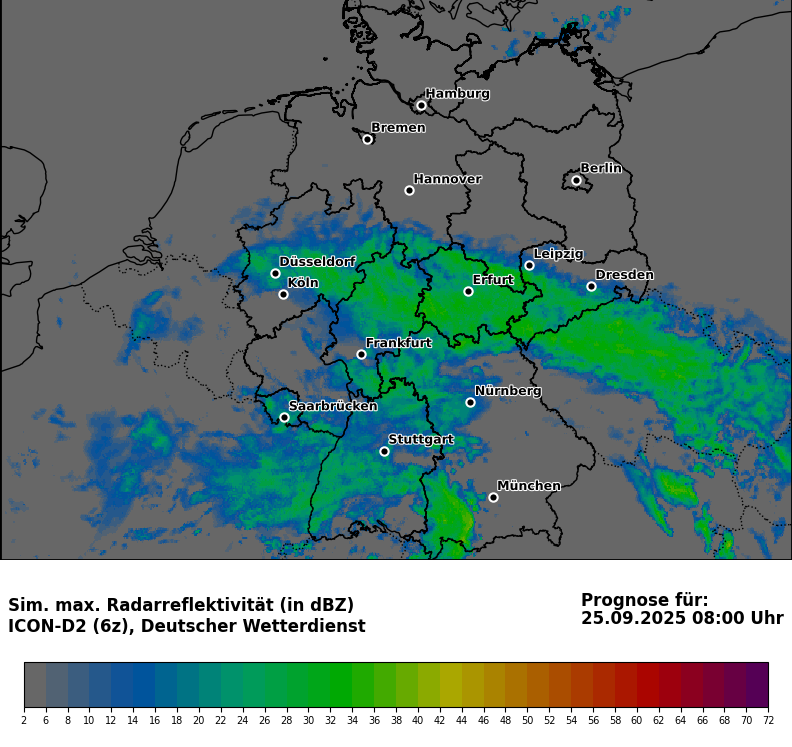 Hamburg
Bremen
Berlin
Hannover
Leipzig
Düsseldorf
Dresden
Erfurt
Köln
Frankfurt
Nürnberg
Saarbrücken
Stuttgart
München
Sim. max. Radarreflektivität (in dBZ)
ICON-D2 (6z), Deutscher Wetterdienst
Prognose für:
25.09.2025 08:00 Uhr
2 6 8 10 12 14 16 18 20 22 24 26 28 30 32 34 36 38 40 42 44 46 48 50 52 54 56 58 60 62 64 66 68 70 72